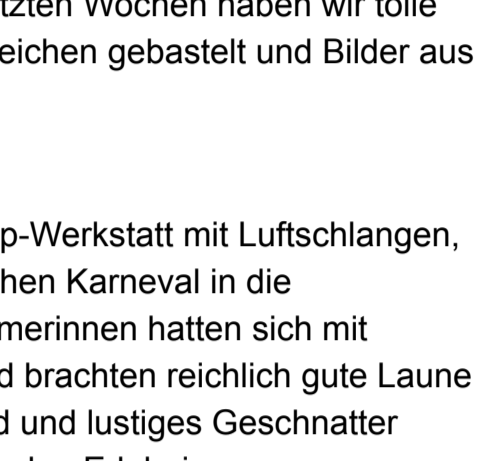 tzten Wochen haben wir tolle
eichen gebastelt und Bilder aus
p-Werkstatt mit Luftschlangen,
hen Karneval in die
merinnen hatten sich mit
d brachten reichlich gute Laune
d und lustiges Geschnatter